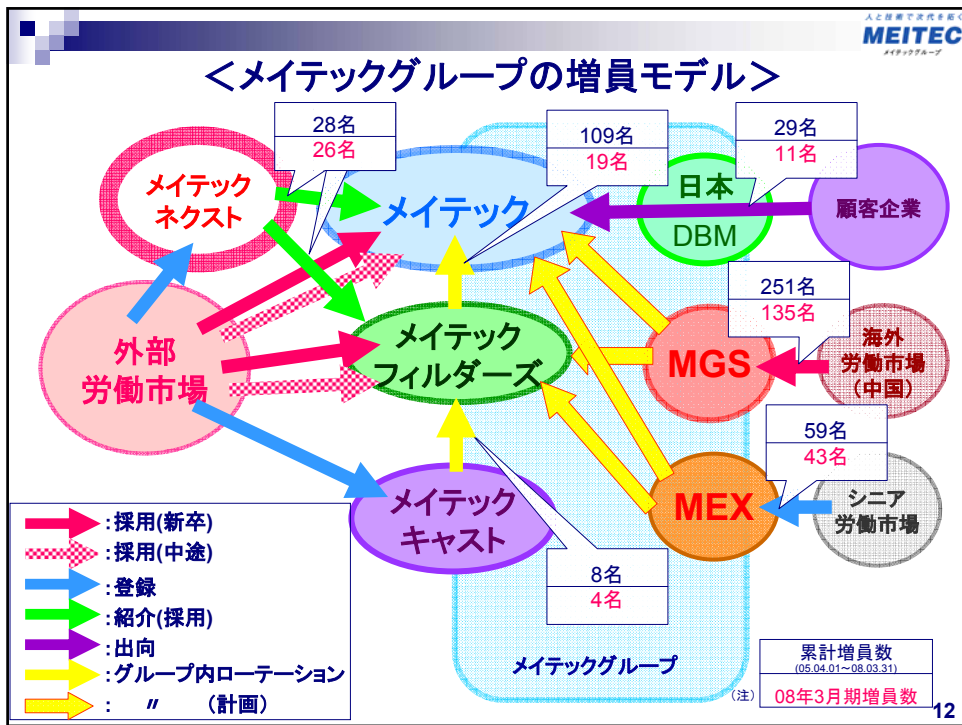 人と技術で次代を拓く
MEITEC
メイテックグループ
<メイテックグループの増員モデル>
28名
26名
109名
19名
29名
11名
メイテック
ネクスト
メイテック
日本
DBM
顧客企業
251名
135名
外部
労働市場
メイテック
フィルダーズ
MGS
海外
労働市場
(中国)
59名
43名
メイテック
キャスト
MEX
シニア
労働市場
8名
4名
:採用(新卒)
:採用(中途)
:登録
:紹介(採用)
:出向
:グループ内ローテーション
: 〃 (計画)
メイテックグループ
累計増員数
(05.04.01~08.03.31)
(注)
08年3月期増員数
12